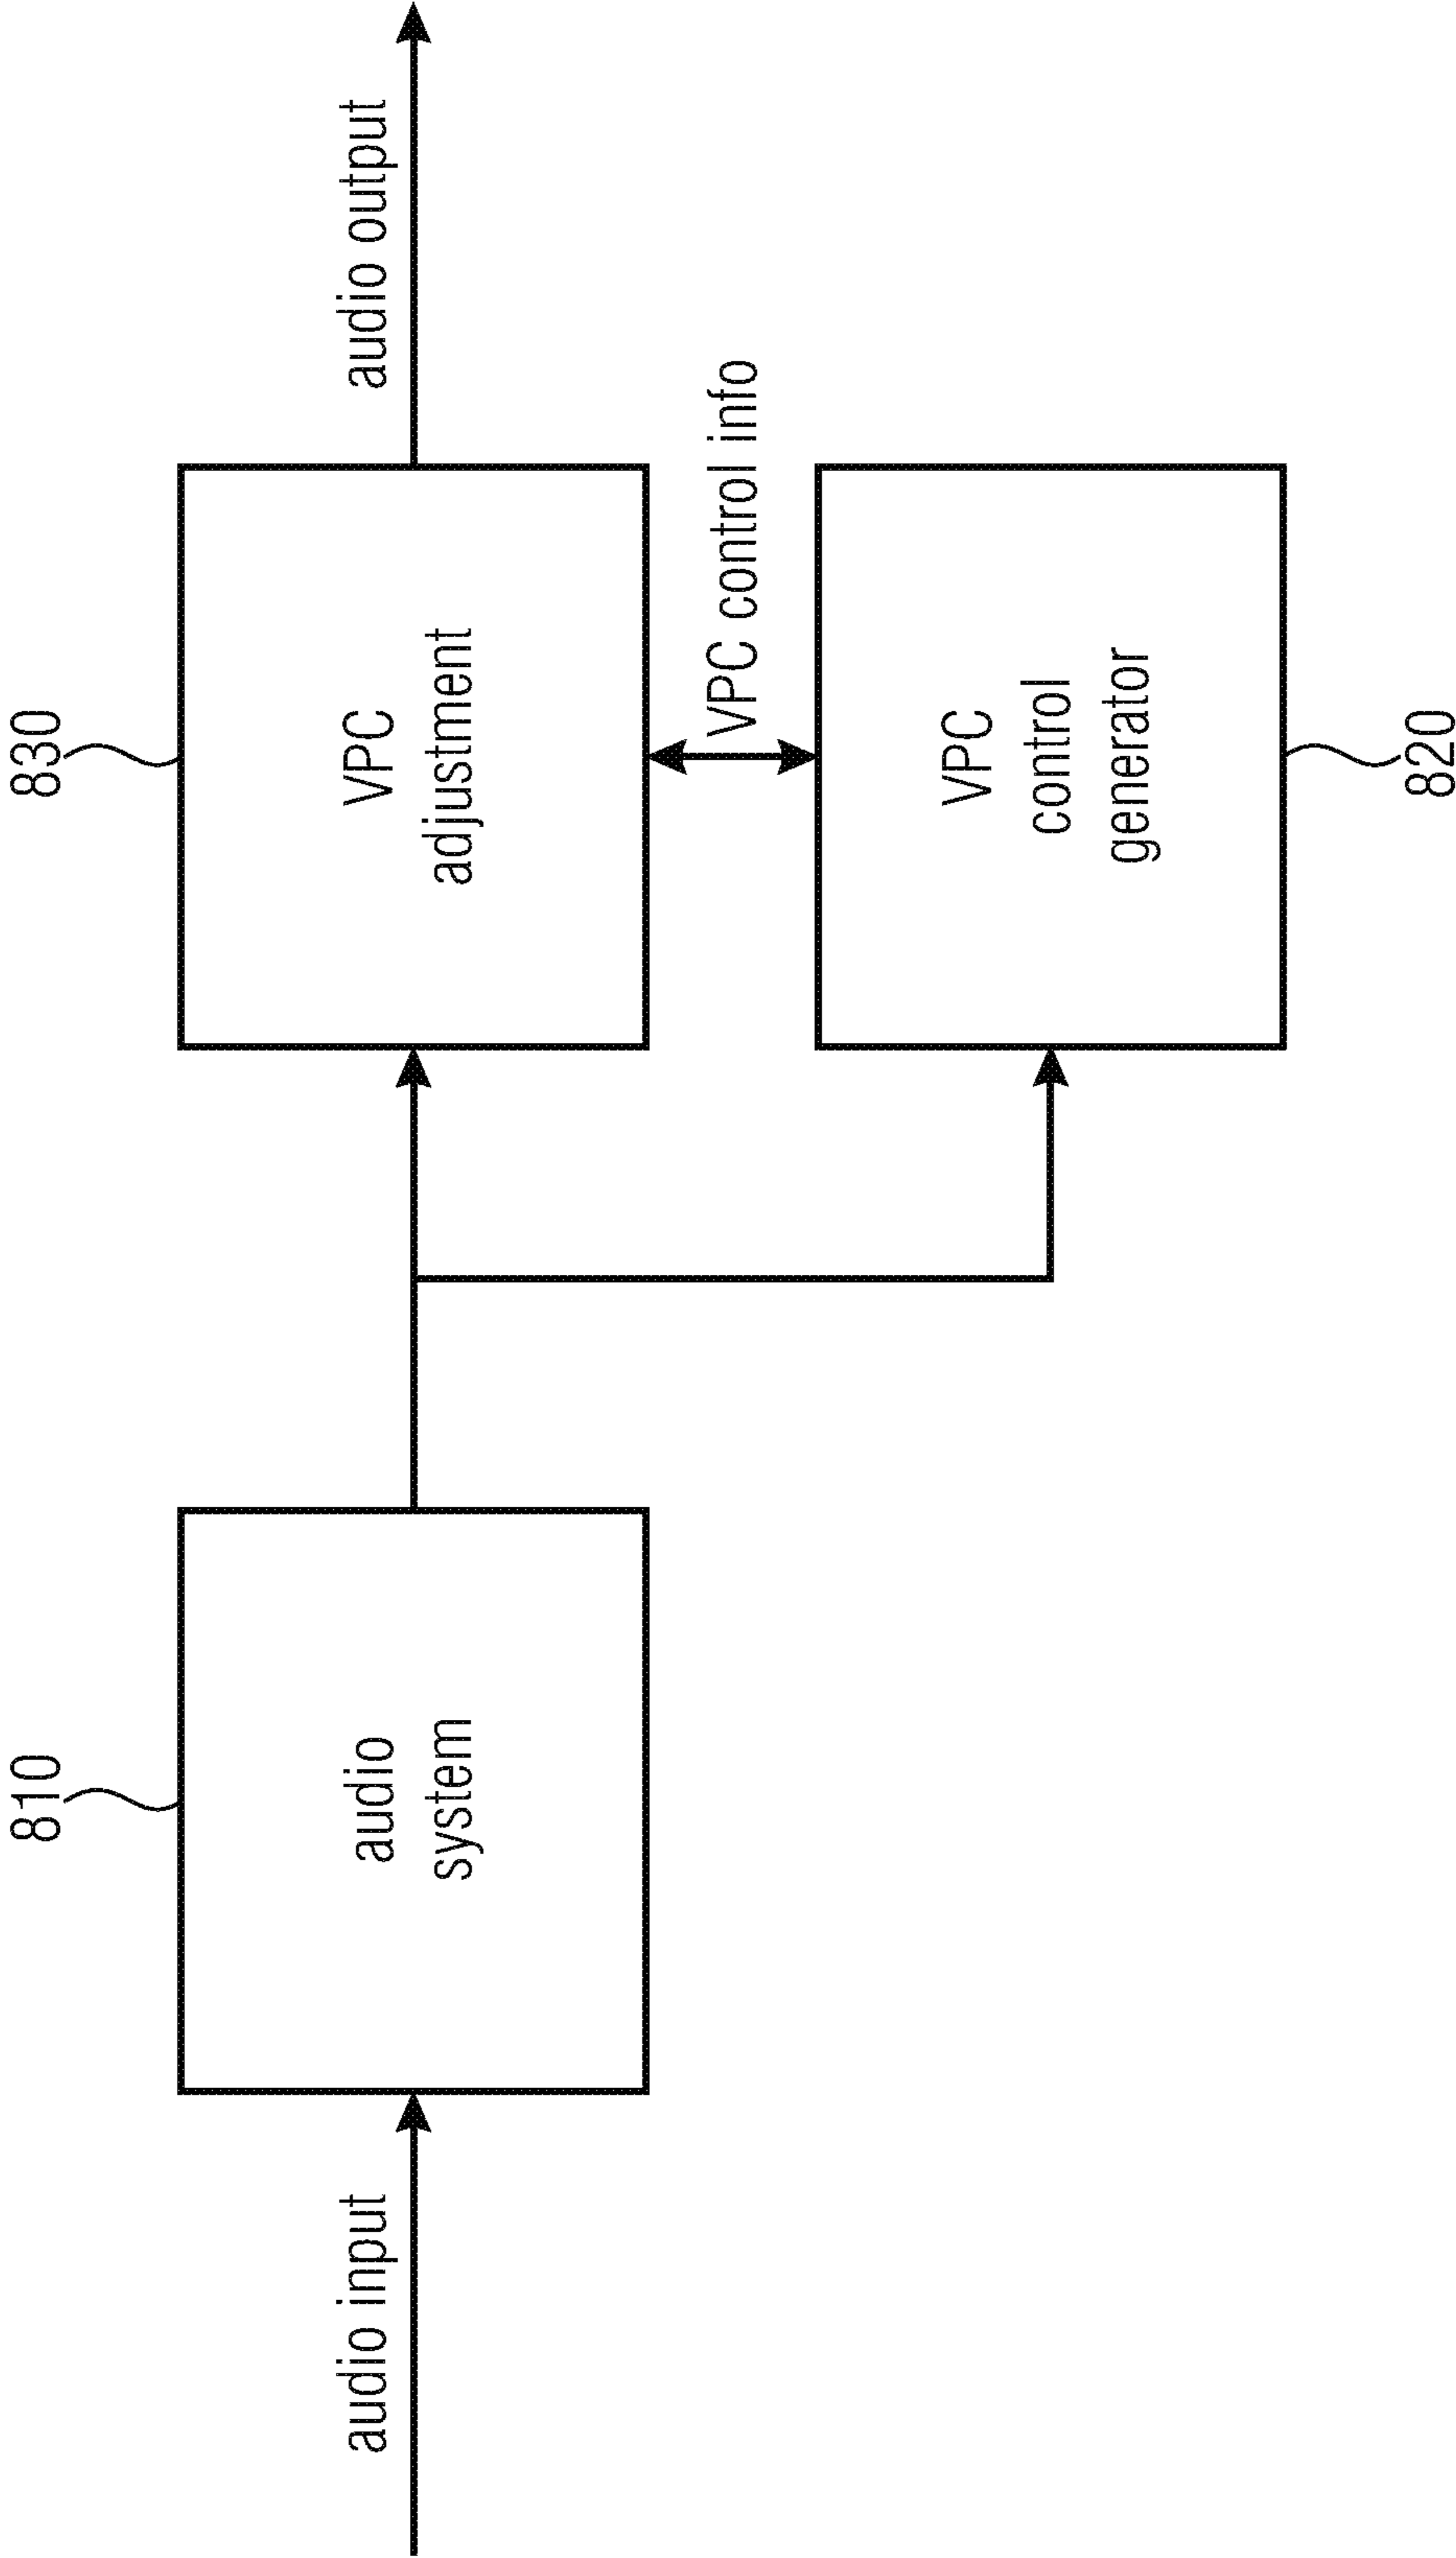 810
830
audio input
audio
system
VPC
adjustment
audio output
VPC control info
VPC
control
generator
820